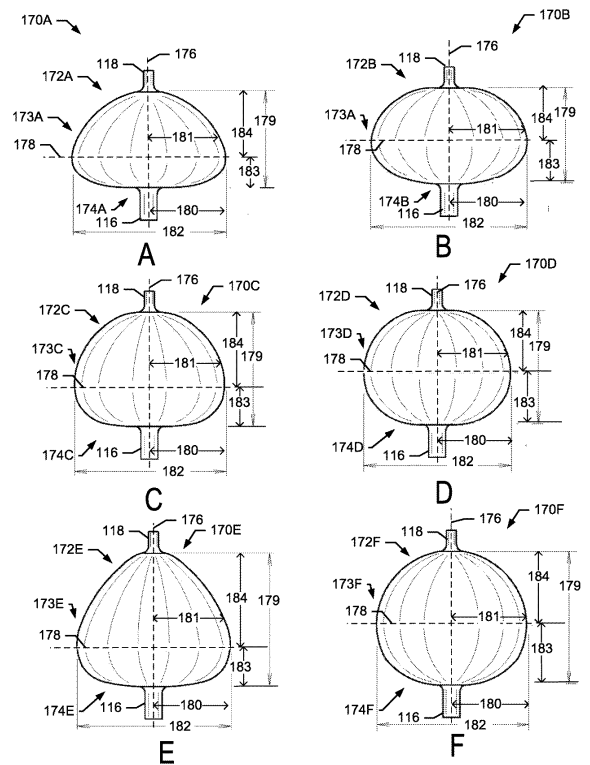 170A
176
118
172A
173A
184
179
181
178
183
174A
180
116
182
A
170B
176
118
172B
173A
184
179
181
178
183
174B
180
116
182
B
176
170C
118
172C
173C
184
179
181
178
183
180
116
174C
182
C
170D
176
118
172D
173D
184
179
181
178
183
180
174D
116
182
D
176
170E
118
172E
173E
184
179
181
178
183
180
174E
116
182
E
170F
176
118
172F
173F
184
179
181
178
183
180
174F
116
182
F